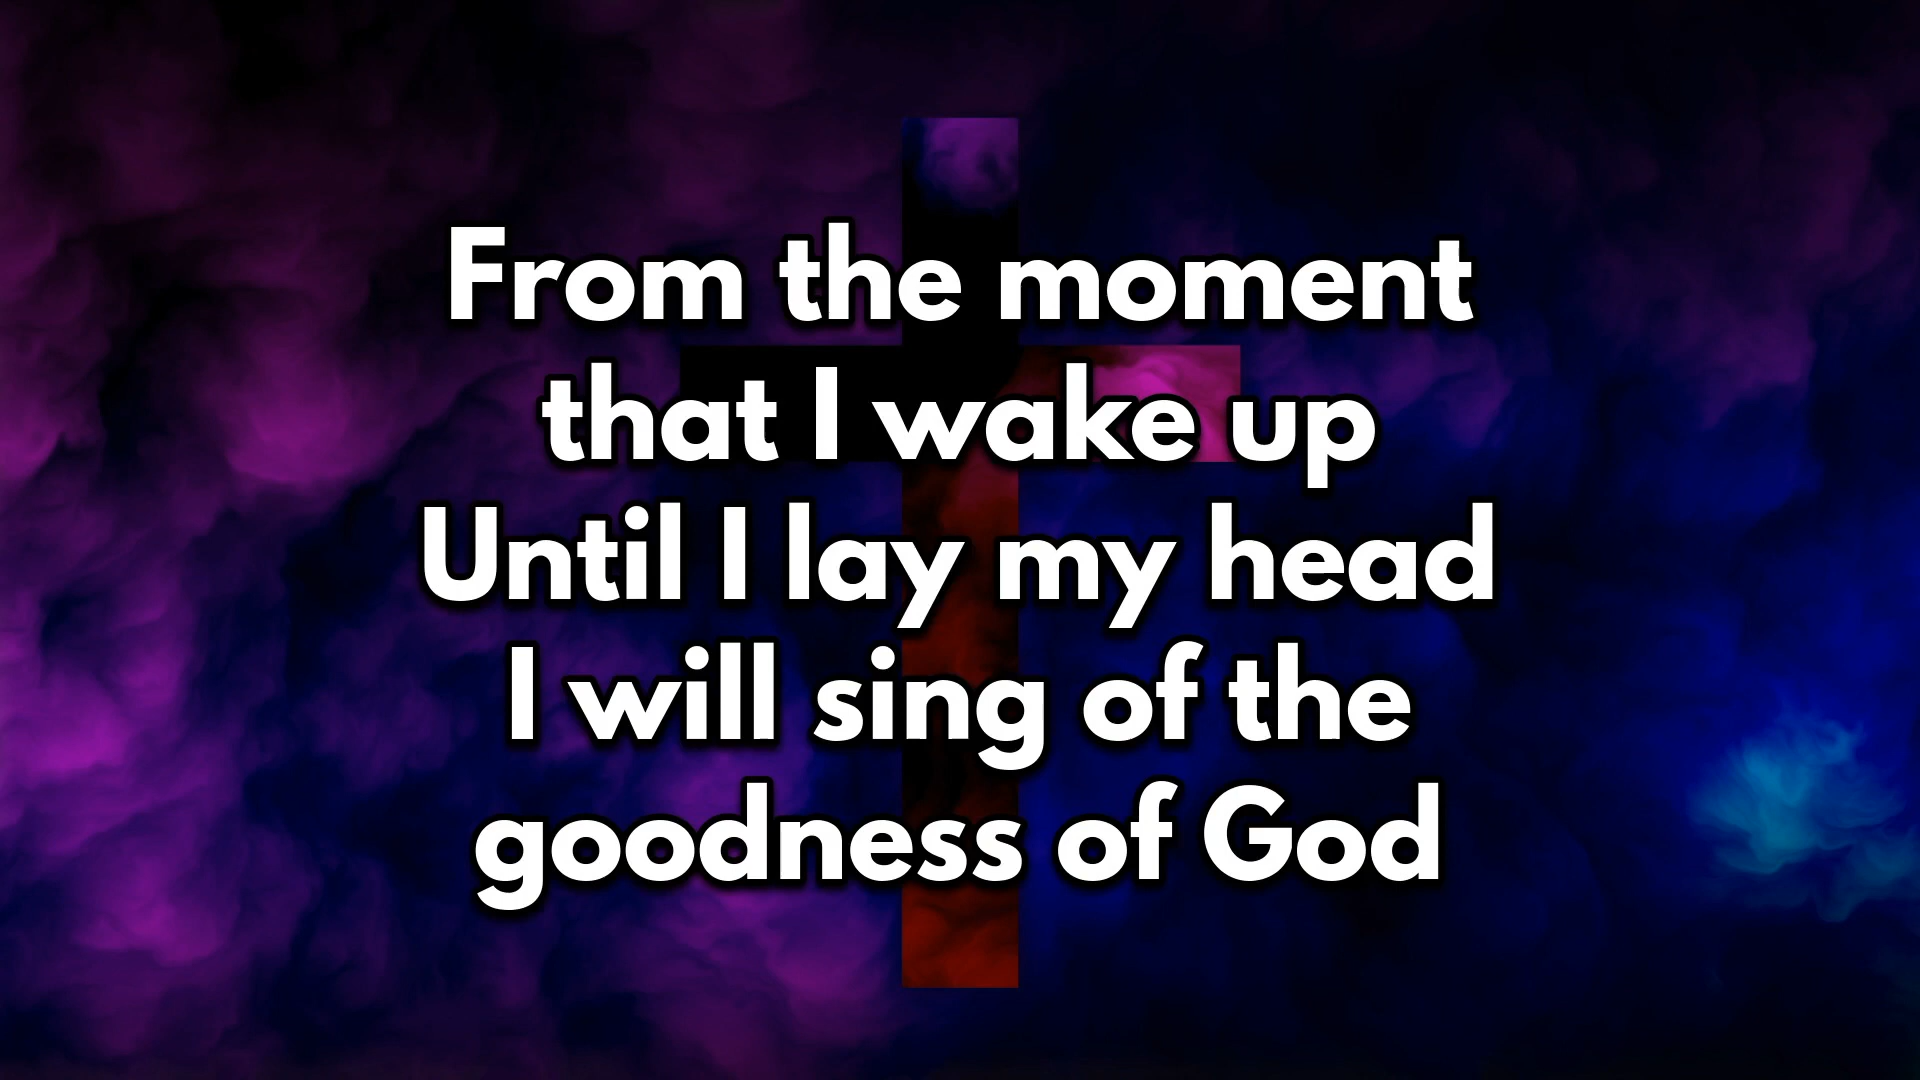 From the moment
that I wake up
Until I lay my head
I will sing of the
goodness of God